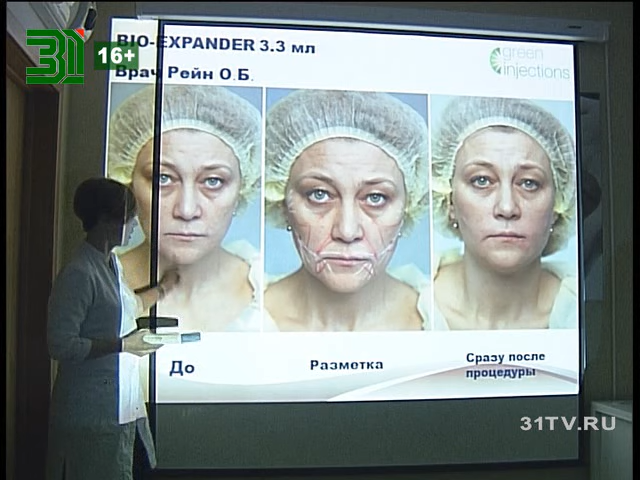 31
16+
BIO-EXPANDER 3.3 мл
Врач Рейн О.Б.
green
injections
До
Разметка
Сразу после
процедуры
31TV.RU